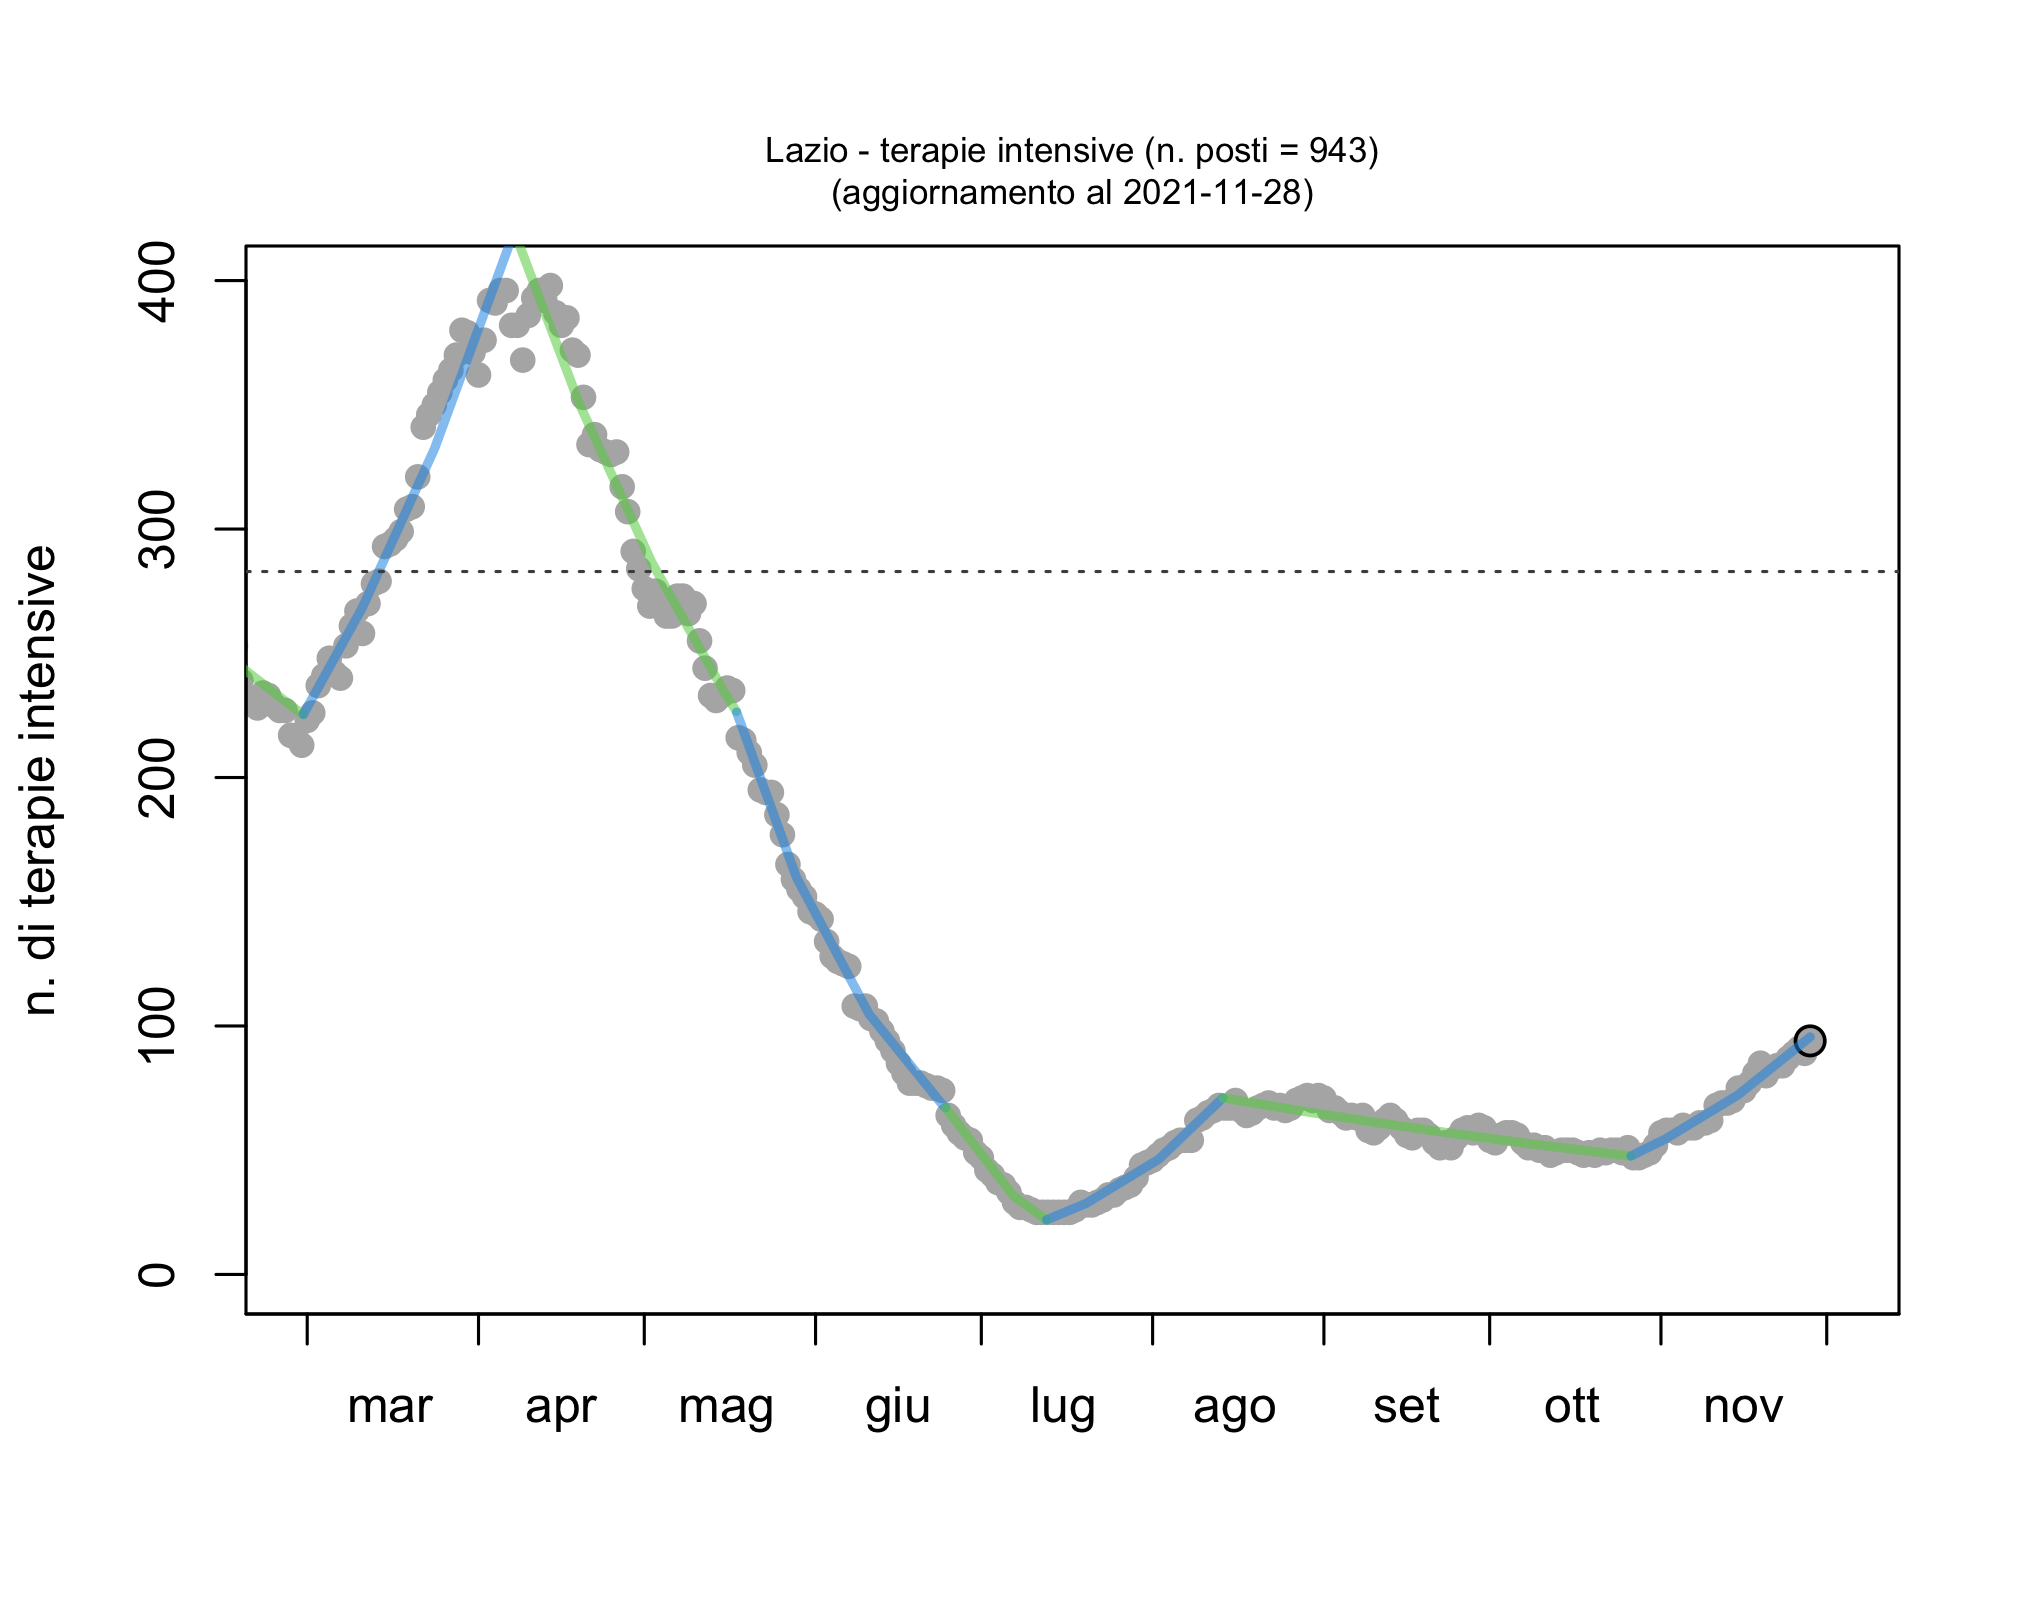 Lazio - terapie intensive (n. posti = 943)
(aggiornamento al 2021-11-28)
n. di terapie intensive
400
300
200
100
0
mar apr mag giu lug ago set ott nov